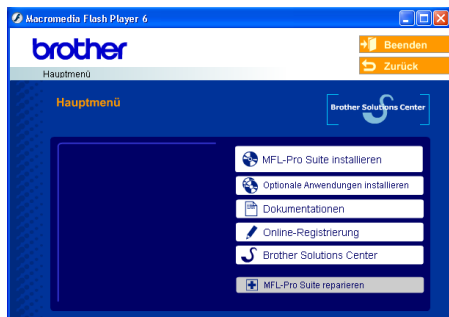 Macromedia Flash Player 6
brother
Beenden
Zurück
Hauptmenü
Hauptmenü
Brother Solutions Center
MFL-Pro Suite installieren
Optionale Anwendungen installieren
Dokumentationen
Online-Registrierung
Brother Solutions Center
MFL-Pro Suite reparieren